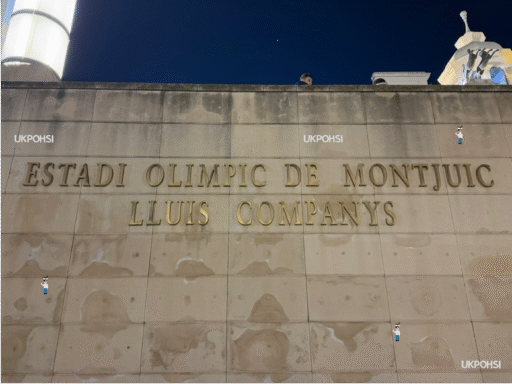 UKPOHSI UKPOHSI
ESTADI OLIMPIC DE MONTJUIC
LLUIS COMPANYS
UKPOHSI